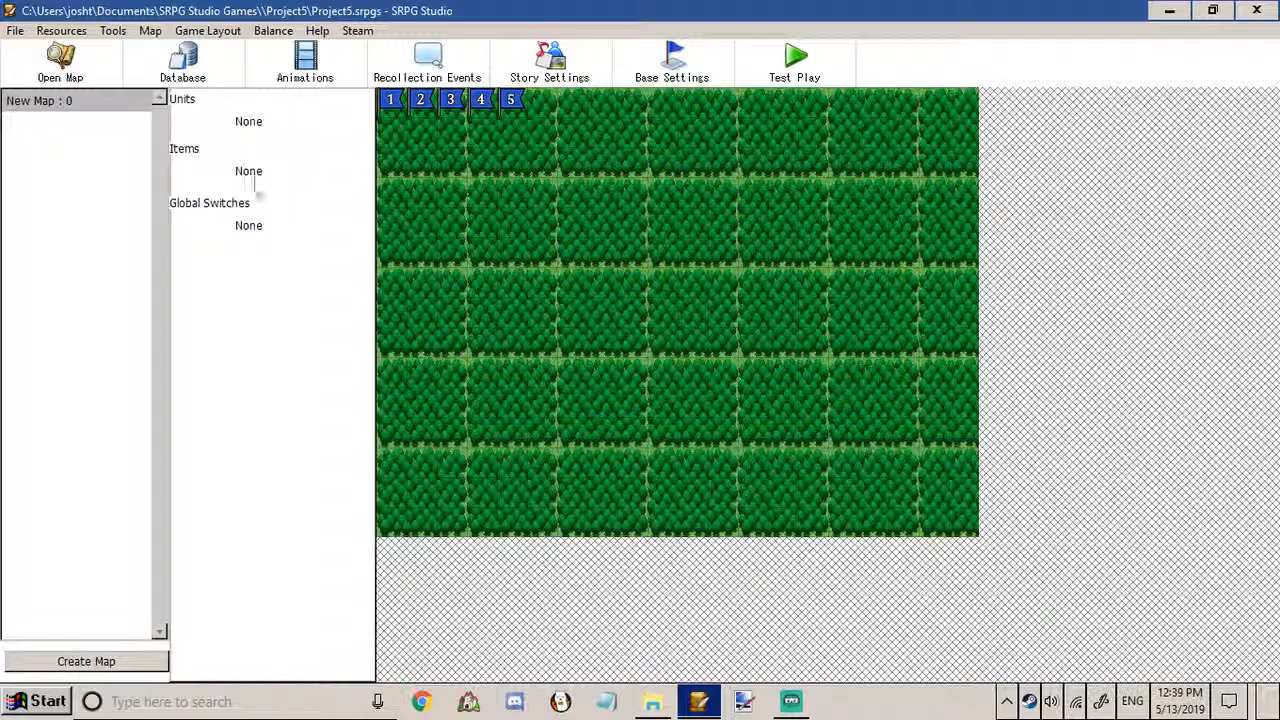 C:\Users\josht\Documents\SRPG Studio Games\\Project5\Project5.srpgs - SRPG Studio
File Resources Tools Map Game Layout Balance Help Steam
Open Map Database Animations Recollection Events Story Settings Base Settings Test Play
New Map : 0
Units
None
Items
None
Global Switches
None
1 2 3 4 5
Create Map
Start
Type here to search
ENG
12:39 PM
5/13/2019